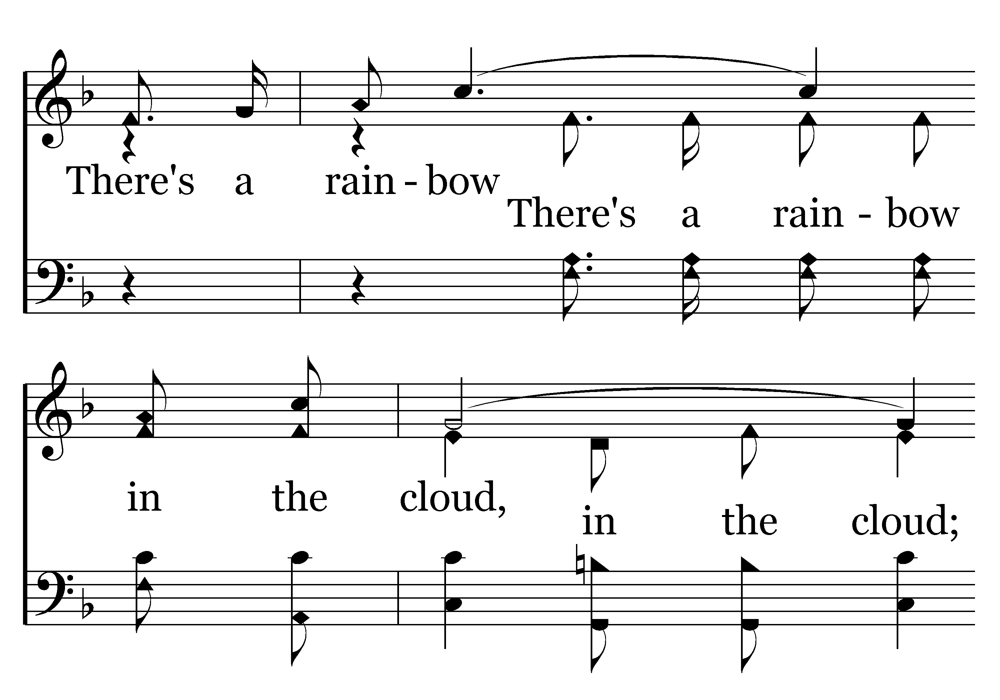 There's a rain - bow
There's a rain - bow
in the cloud,
in the cloud;